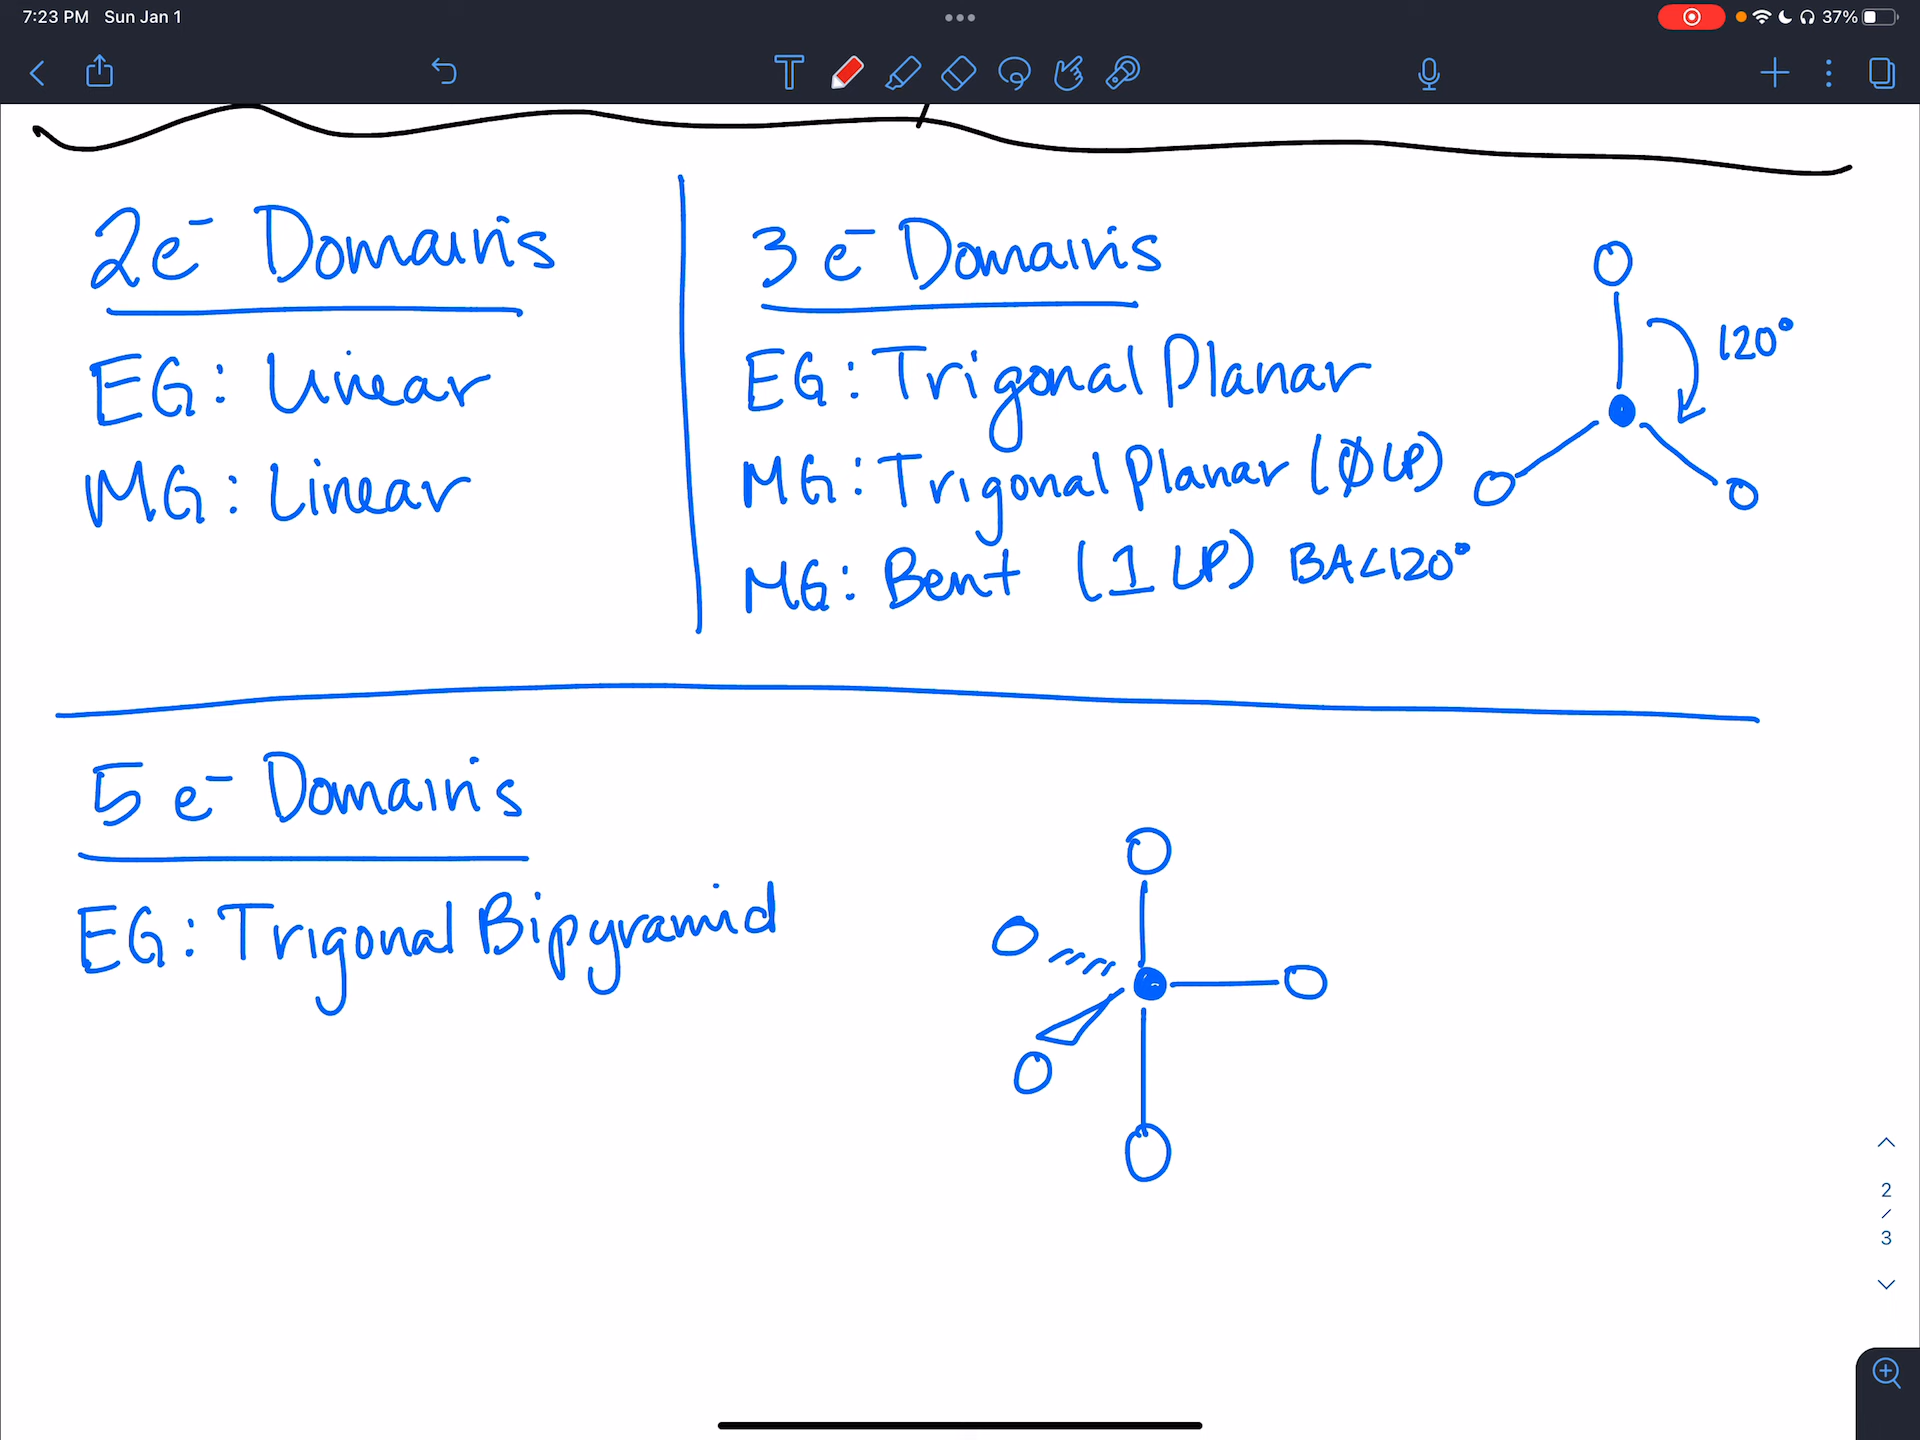 7:23 PM Sun Jan 1
37%
2e⁻ Domains
EG: Linear
MG: Linear
3 e⁻ Domains
EG: Trigonal Planar
MG: Trigonal Planar (Ø LP)
MG: Bent (1 LP) BA<120°
O
120°
O
O
5 e⁻ Domains
EG: Trigonal Bipyramid
O
O
O
O
O
2
/
3